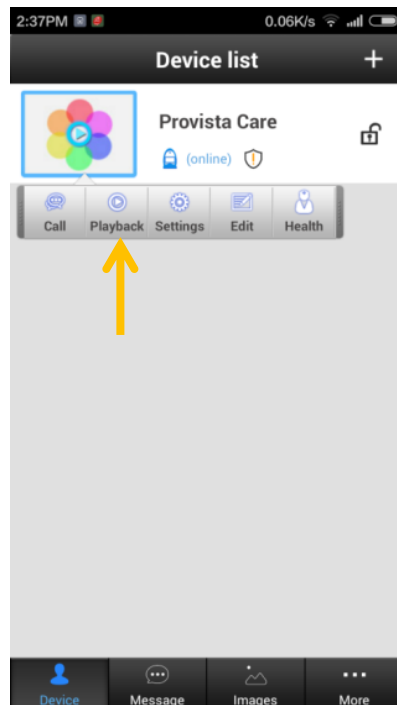 2:37PM 0.06K/s
Device list +
Provista Care
(online)
Call Playback Settings Edit Health
Device Message Images More